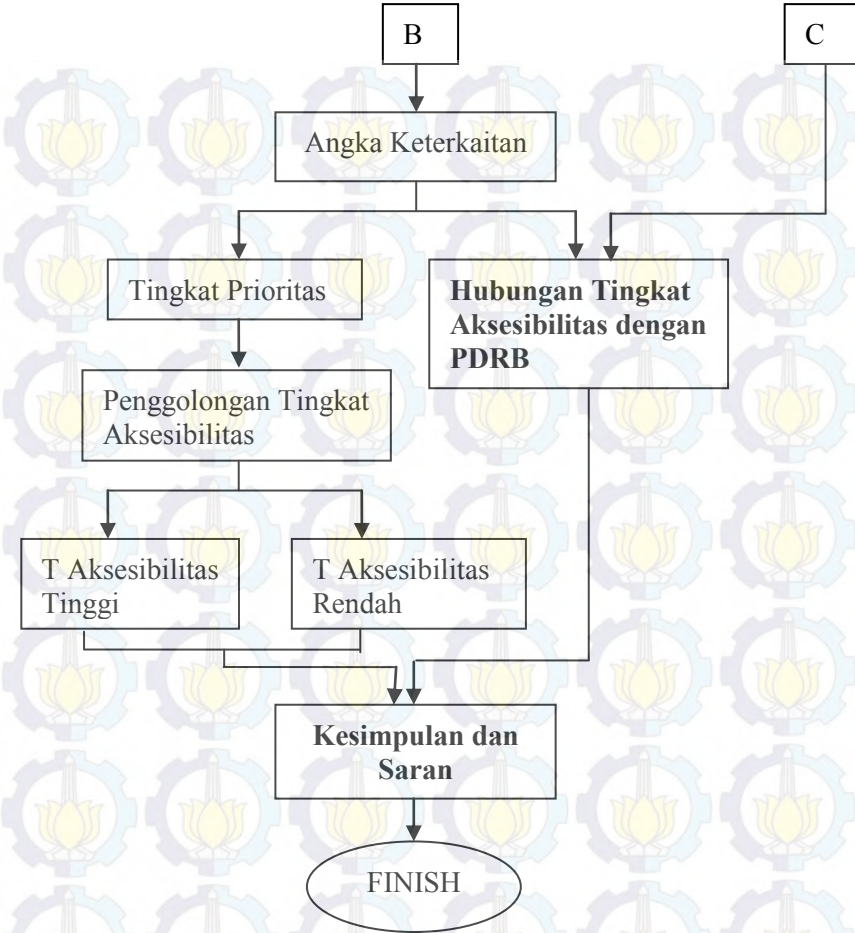 B
C
Angka Keterkaitan
Tingkat Prioritas
Hubungan Tingkat
Aksesibilitas dengan
PDRB
Penggolongan Tingkat
Aksesibilitas
T Aksesibilitas
Tinggi
T Aksesibilitas
Rendah
Kesimpulan dan
Saran
FINISH